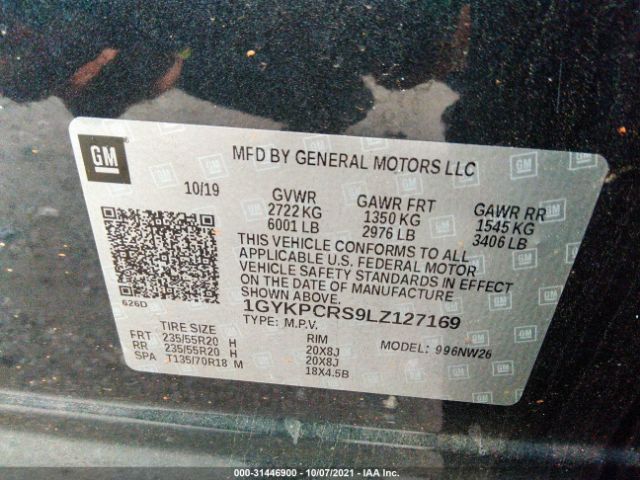 GM
MFD BY GENERAL MOTORS LLC
10/19
GVWR GAWR FRT GAWR RR
2722 KG 1350 KG 1545 KG
6001 LB 2976 LB 3406 LB
THIS VEHICLE CONFORMS TO ALL
APPLICABLE U.S. FEDERAL MOTOR
VEHICLE SAFETY STANDARDS IN EFFECT
ON THE DATE OF MANUFACTURE
SHOWN ABOVE.
626D
1GYKPCRS9LZ127169
TYPE: M.P.V.
TIRE SIZE RIM MODEL: 996NW26
FRT 235/55R20 H 20X8J
RR 235/55R20 H 20X8J
SPA T135/70R18 M 18X4.5B
000-31446900 - 10/07/2021 - IAA Inc.